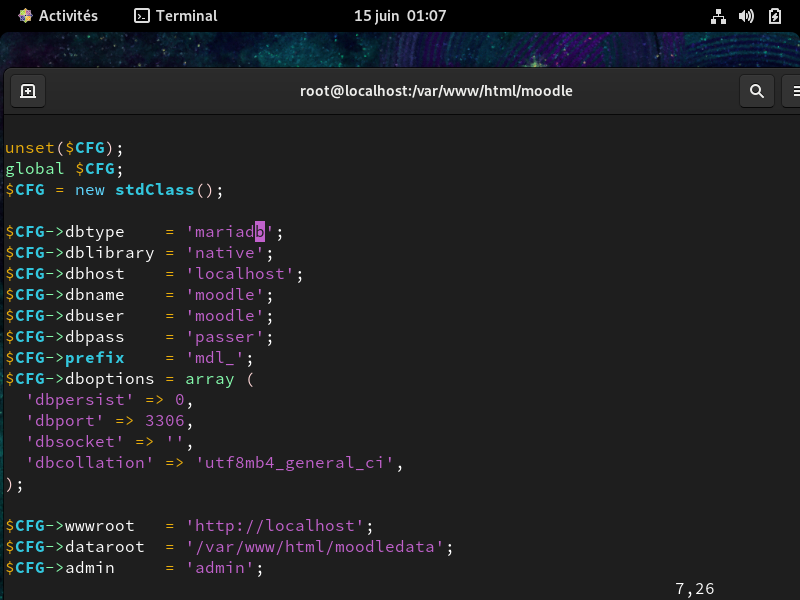 Activités Terminal 15 juin 01:07
root@localhost:/var/www/html/moodle
unset($CFG);
global $CFG;
$CFG = new stdClass();
$CFG->dbtype    = 'mariadb';
$CFG->dblibrary = 'native';
$CFG->dbhost    = 'localhost';
$CFG->dbname    = 'moodle';
$CFG->dbuser    = 'moodle';
$CFG->dbpass    = 'passer';
$CFG->prefix    = 'mdl_';
$CFG->dboptions = array (
  'dbpersist' => 0,
  'dbport' => 3306,
  'dbsocket' => '',
  'dbcollation' => 'utf8mb4_general_ci',
);
$CFG->wwwroot   = 'http://localhost';
$CFG->dataroot  = '/var/www/html/moodledata';
$CFG->admin     = 'admin';
7,26